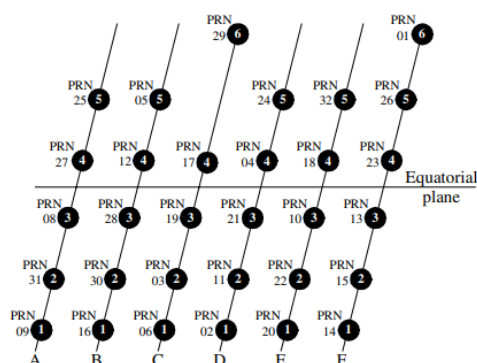 PRN
29
6
PRN
01
6
PRN
25
5
PRN
05
5
PRN
24
5
PRN
32
5
PRN
26
5
PRN
27
4
PRN
12
4
PRN
17
4
PRN
04
4
PRN
18
4
PRN
23
4
Equatorial
plane
PRN
08
3
PRN
28
3
PRN
19
3
PRN
21
3
PRN
10
3
PRN
13
3
PRN
31
2
PRN
30
2
PRN
03
2
PRN
11
2
PRN
22
2
PRN
15
2
PRN
09
1
PRN
16
1
PRN
06
1
PRN
02
1
PRN
20
1
PRN
14
1
A B C D E F